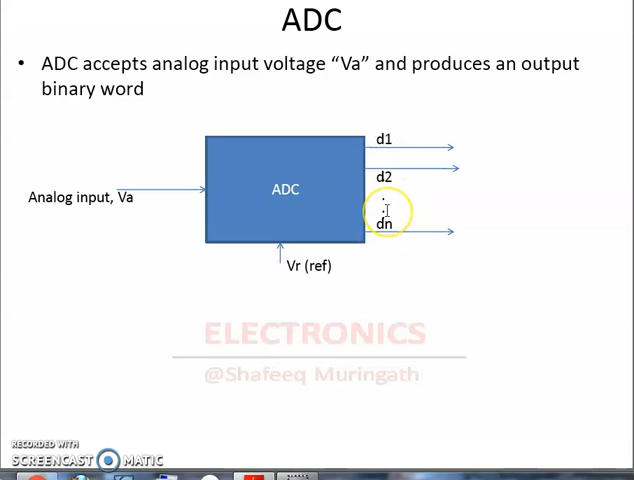 ADC
• ADC accepts analog input voltage “Va” and produces an output
binary word
d1
d2
.
.
dn
Analog input, Va
ADC
Vr (ref)
ELECTRONICS
@Shafeeq Muringath
RECORDED WITH
SCREENCAST MATIC